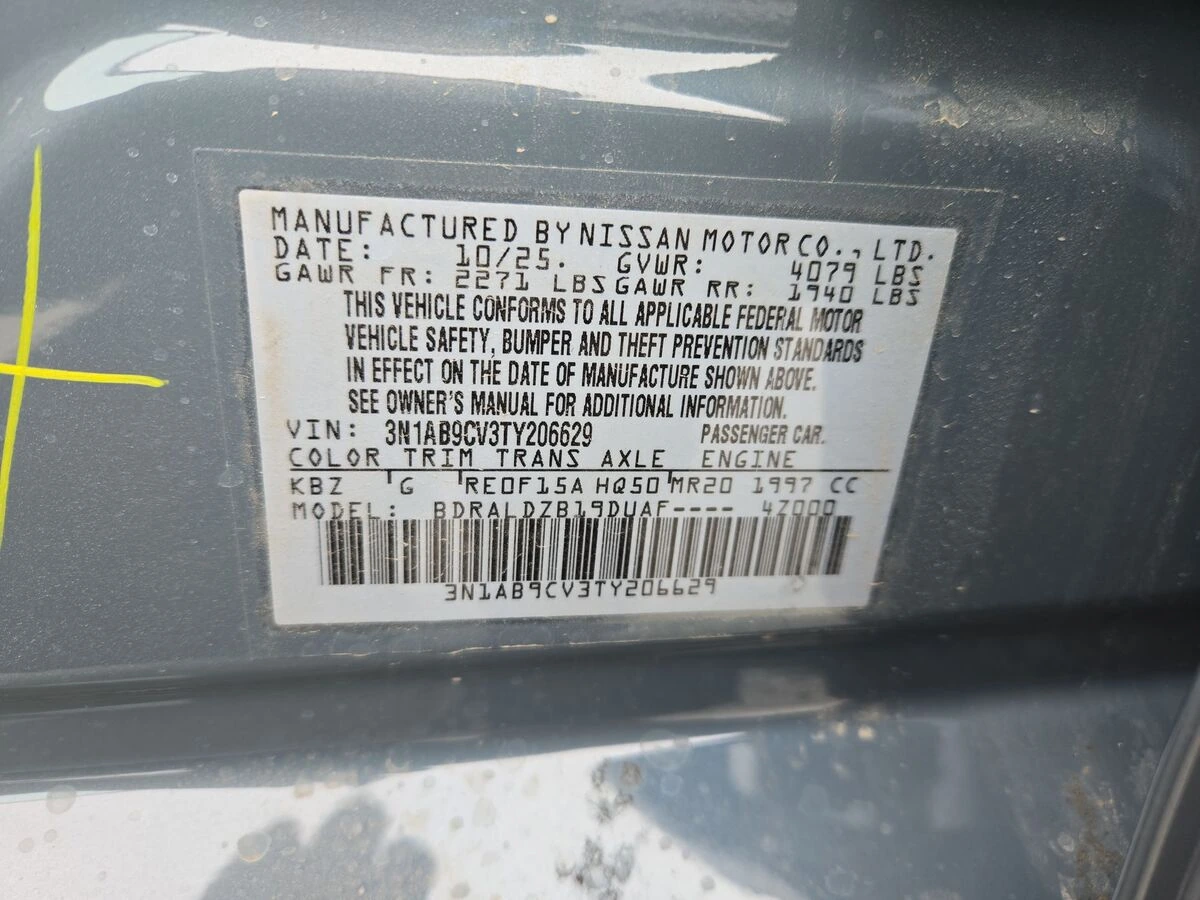 MANUFACTURED BY NISSAN MOTOR CO., LTD.
DATE: 10/25. GVWR: 4079 LBS
GAWR FR: 2271 LBS GAWR RR: 1940 LBS
THIS VEHICLE CONFORMS TO ALL APPLICABLE FEDERAL MOTOR
VEHICLE SAFETY, BUMPER AND THEFT PREVENTION STANDARDS
IN EFFECT ON THE DATE OF MANUFACTURE SHOWN ABOVE.
SEE OWNER'S MANUAL FOR ADDITIONAL INFORMATION.
VIN: 3N1AB9CV3TY206629 PASSENGER CAR.
COLOR TRIM TRANS AXLE ENGINE
KBZ G RE0F15A HQ50 MR20 1997 CC
MODEL: BDRALDZB19DUAF---- 4Z000
3N1AB9CV3TY206629